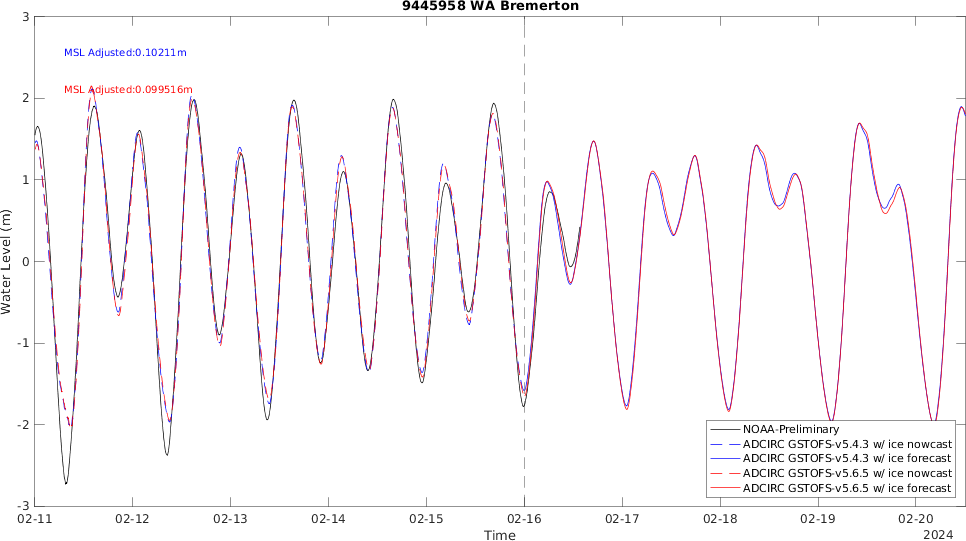 9445958 WA Bremerton
MSL Adjusted:0.10211m
MSL Adjusted:0.099516m
Water Level (m)
3
2
1
0
-1
-2
-3
NOAA-Preliminary
ADCIRC GSTOFS-v5.4.3 w/ ice nowcast
ADCIRC GSTOFS-v5.4.3 w/ ice forecast
ADCIRC GSTOFS-v5.6.5 w/ ice nowcast
ADCIRC GSTOFS-v5.6.5 w/ ice forecast
02-11 02-12 02-13 02-14 02-15 02-16 02-17 02-18 02-19 02-20
Time
2024